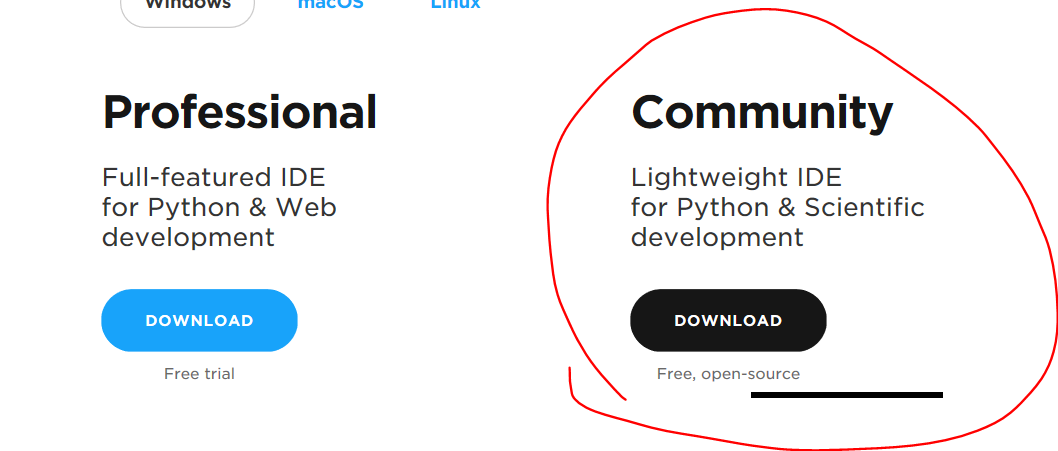 Windows macOS Linux
Professional
Full-featured IDE
for Python & Web
development
DOWNLOAD
Free trial
Community
Lightweight IDE
for Python & Scientific
development
DOWNLOAD
Free, open-source